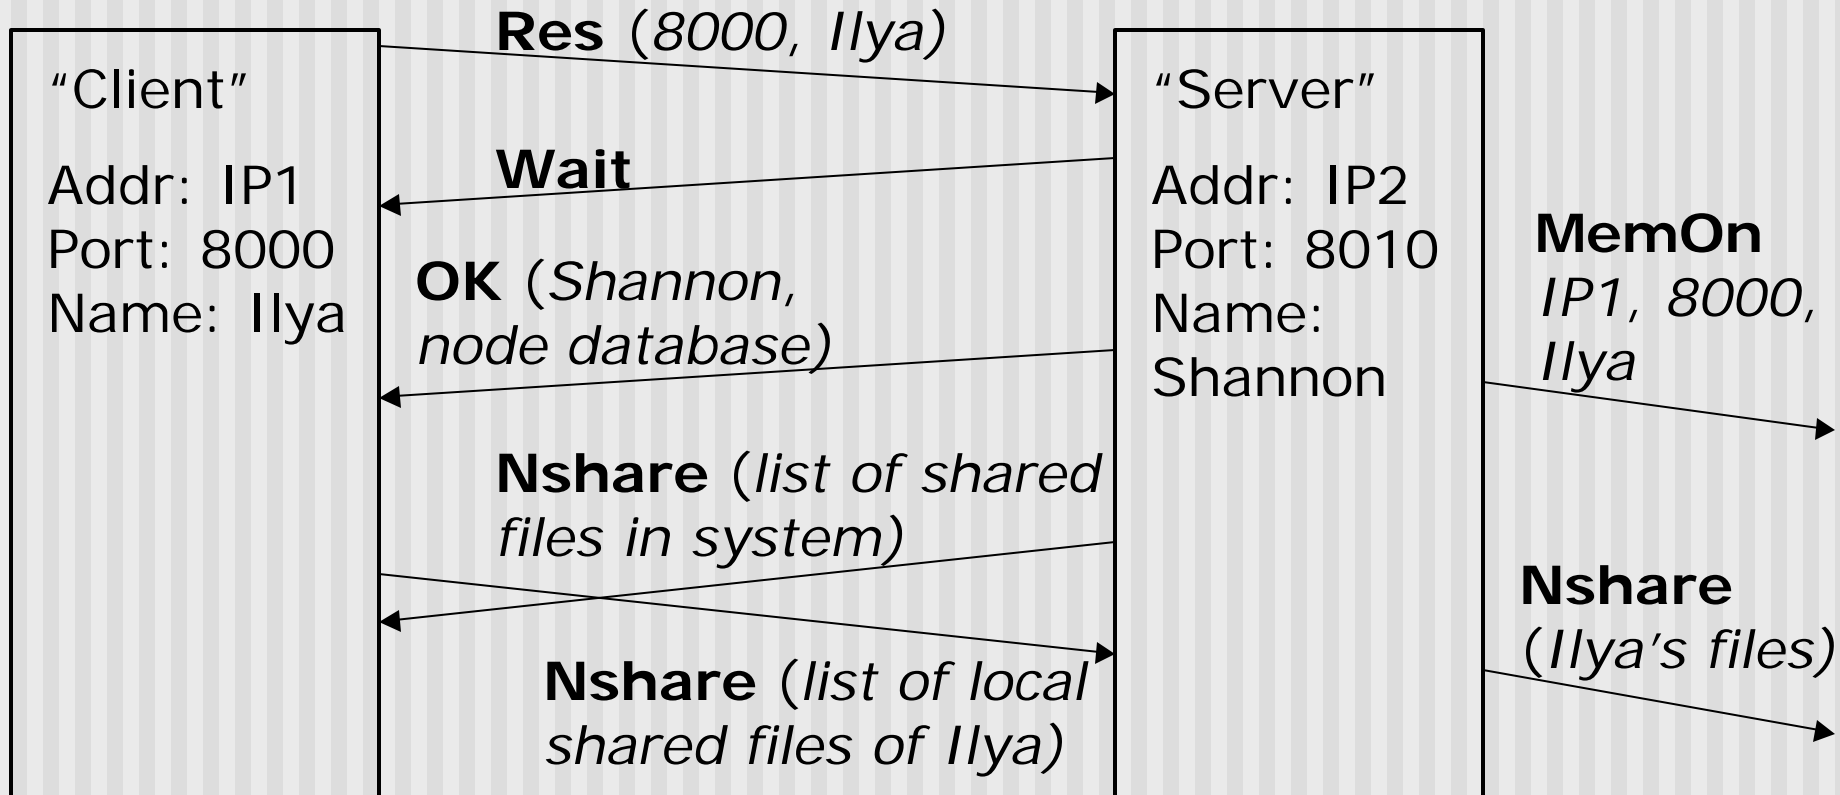 Res (8000, Ilya)
“Client”
Addr: IP1
Port: 8000
Name: Ilya
Wait
OK (Shannon,
node database)
Nshare (list of shared
files in system)
Nshare (list of local
shared files of Ilya)
“Server”
Addr: IP2
Port: 8010
Name:
Shannon
MemOn
IP1, 8000,
Ilya
Nshare
(Ilya’s files)